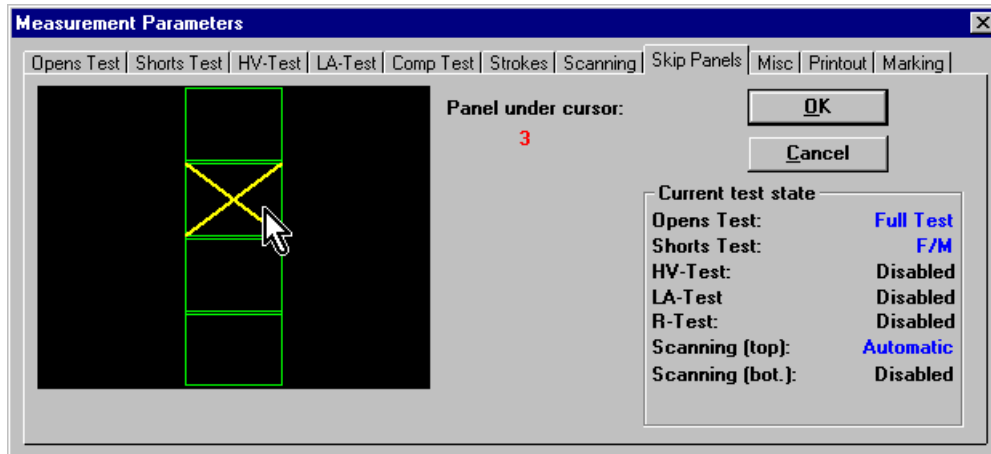 Measurement Parameters
Opens Test Shorts Test HV-Test LA-Test Comp Test Strokes Scanning Skip Panels Misc Printout Marking
Panel under cursor:
3
OK
Cancel
Current test state
Opens Test: Full Test
Shorts Test: F/M
HV-Test: Disabled
LA-Test Disabled
R-Test: Disabled
Scanning (top): Automatic
Scanning (bot.): Disabled